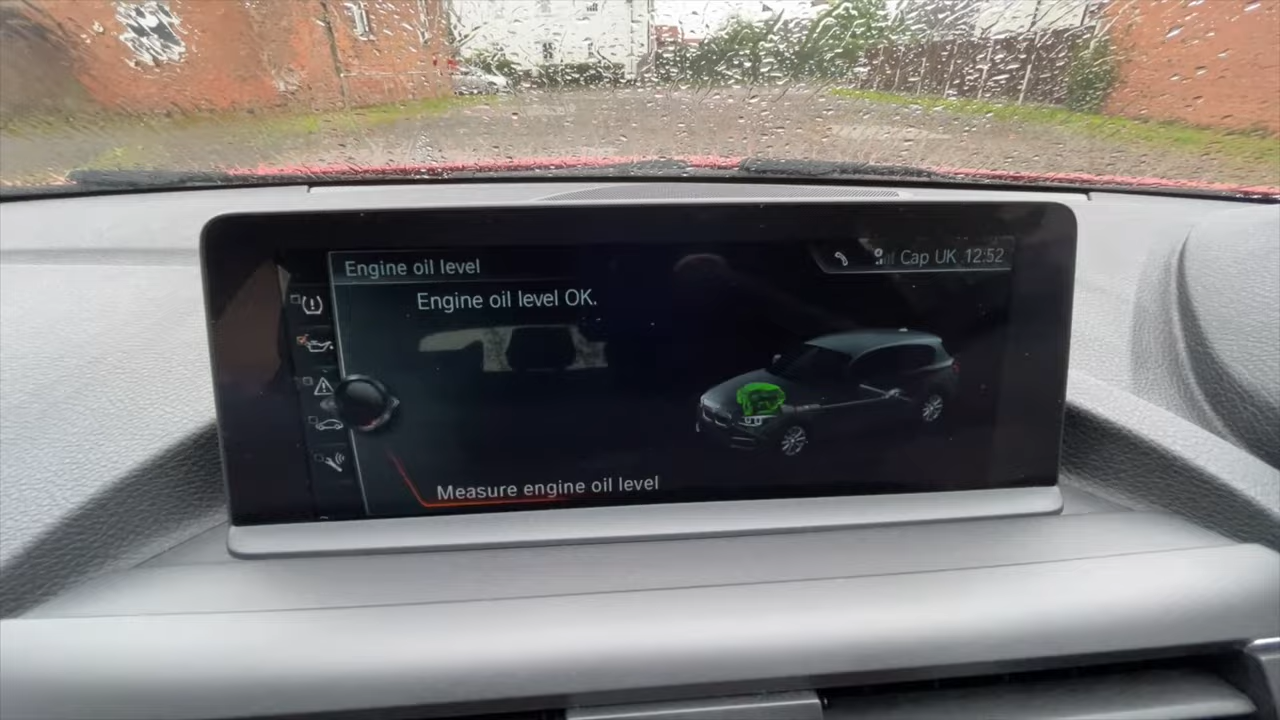 Engine oil level
Cap UK 12:52
Engine oil level OK.
Measure engine oil level